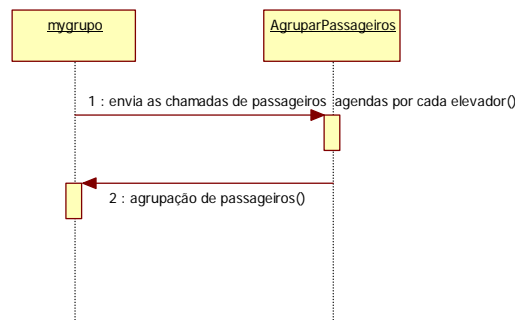 mygrupo
AgruparPassageiros
1 : envia as chamadas de passageiros agendas por cada elevador()
2 : agrupação de passageiros()